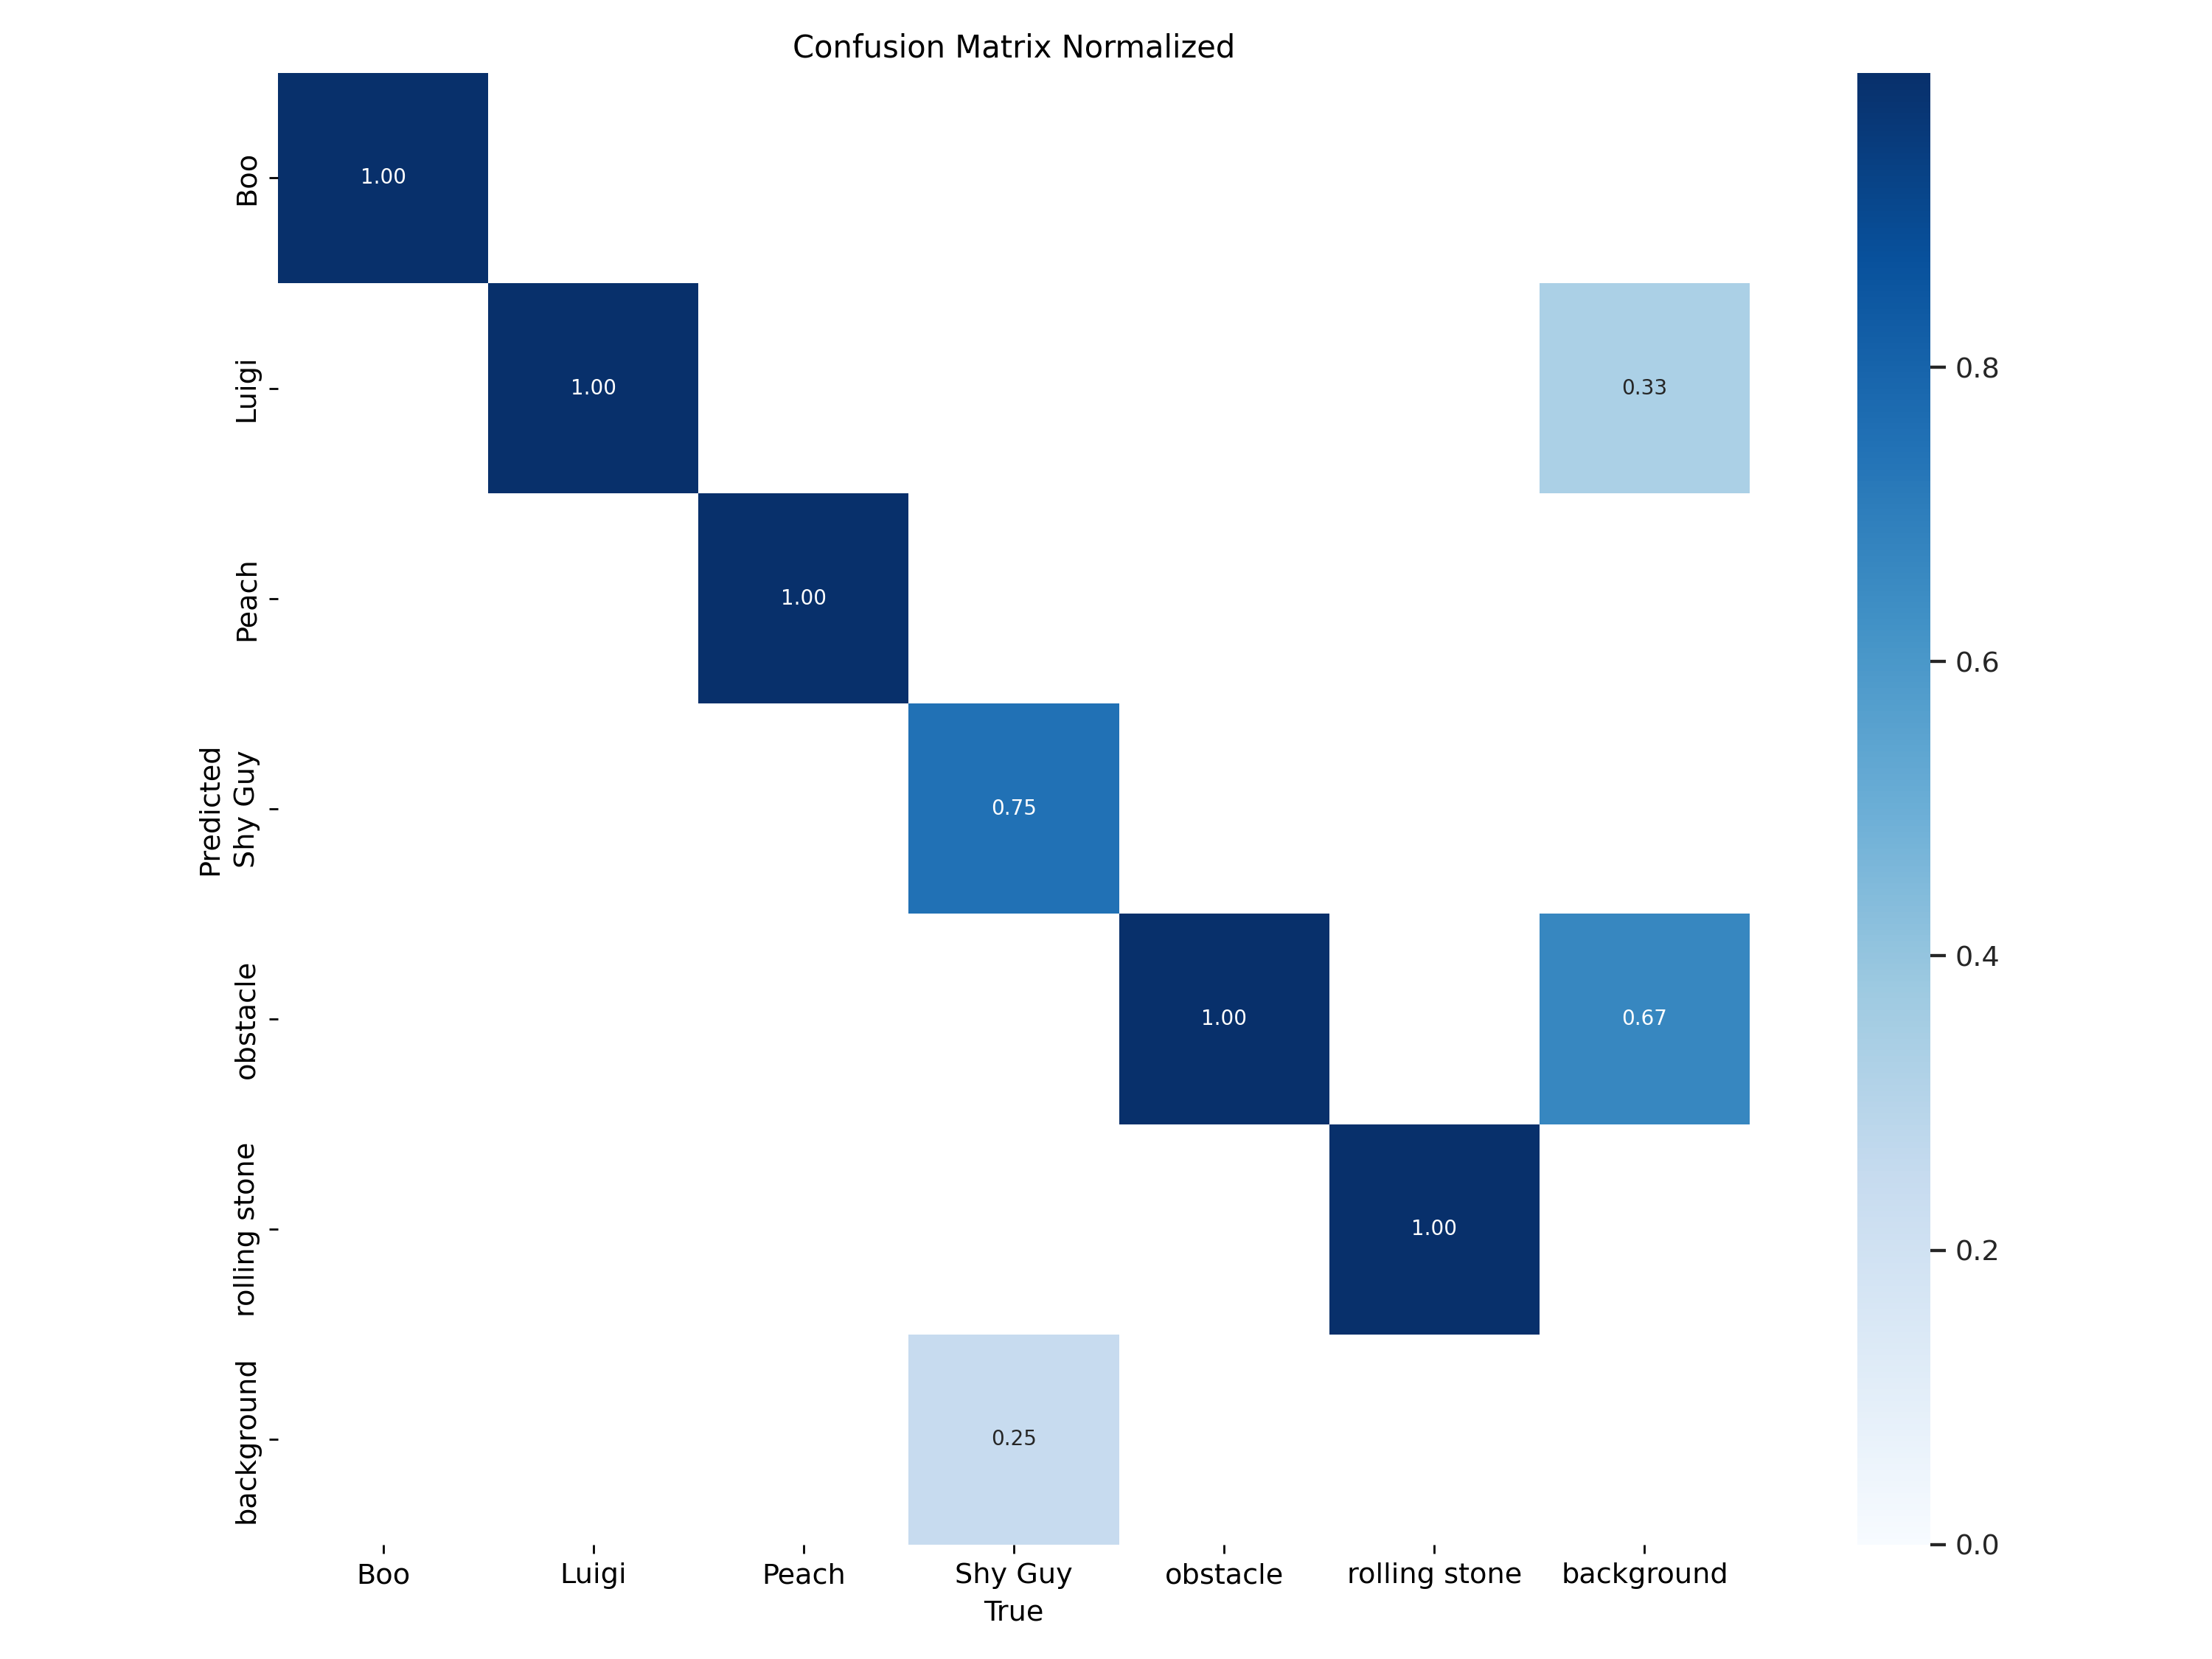 Confusion Matrix Normalized
Boo
Luigi
Peach
Shy Guy
obstacle
rolling stone
background
Predicted
1.00
1.00
0.33
1.00
0.75
1.00
0.67
1.00
0.25
Boo
Luigi
Peach
Shy Guy
obstacle
rolling stone
background
True
0.8
0.6
0.4
0.2
0.0